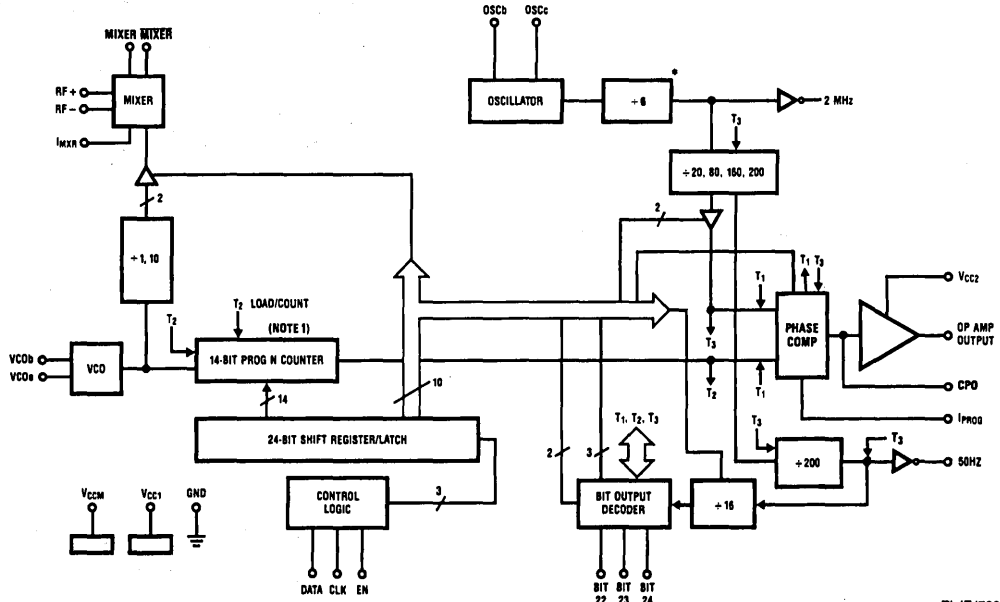 OSCb OSCc
MIXER MIXER
RF +
RF −
IMXR
MIXER
OSCILLATOR
÷ 6
*
2 MHz
T3
÷ 20, 80, 160, 200
2
÷ 1, 10
2
T2 LOAD/COUNT
(NOTE 1)
T2
VCOb
VCOa
VCO
14-BIT PROG N COUNTER
14
10
24-BIT SHIFT REGISTER/LATCH
T1
T3
T2
T1
T1 T3
PHASE
COMP
VCC2
OP AMP
OUTPUT
CPO
IPROG
T3
÷ 200
T3
50HZ
T1, T2, T3
2
3
BIT OUTPUT
DECODER
÷ 16
BIT
22
BIT
23
BIT
24
3
CONTROL
LOGIC
DATA CLK EN
VCCM
VCC1
GND